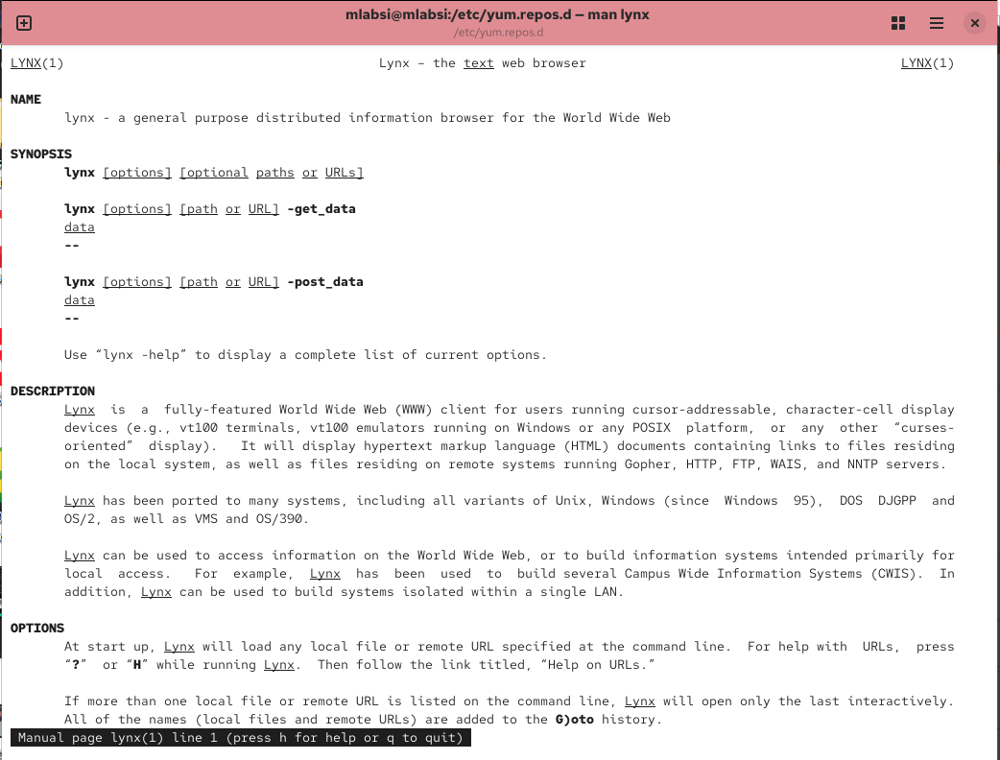 mlabsi@mlabsi:/etc/yum.repos.d — man lynx
/etc/yum.repos.d
LYNX(1) Lynx - the text web browser LYNX(1)
NAME
lynx - a general purpose distributed information browser for the World Wide Web
SYNOPSIS
lynx [options] [optional paths or URLs]
lynx [options] [path or URL] -get_data
data
--
lynx [options] [path or URL] -post_data
data
--
Use “lynx -help” to display a complete list of current options.
DESCRIPTION
Lynx is a fully-featured World Wide Web (WWW) client for users running cursor-addressable, character-cell display
devices (e.g., vt100 terminals, vt100 emulators running on Windows or any POSIX platform, or any other “curses-
oriented” display). It will display hypertext markup language (HTML) documents containing links to files residing
on the local system, as well as files residing on remote systems running Gopher, HTTP, FTP, WAIS, and NNTP servers.
Lynx has been ported to many systems, including all variants of Unix, Windows (since Windows 95), DOS DJGPP and
OS/2, as well as VMS and OS/390.
Lynx can be used to access information on the World Wide Web, or to build information systems intended primarily for
local access. For example, Lynx has been used to build several Campus Wide Information Systems (CWIS). In
addition, Lynx can be used to build systems isolated within a single LAN.
OPTIONS
At start up, Lynx will load any local file or remote URL specified at the command line. For help with URLs, press
“?” or “H” while running Lynx. Then follow the link titled, “Help on URLs.”
If more than one local file or remote URL is listed on the command line, Lynx will open only the last interactively.
All of the names (local files and remote URLs) are added to the G)oto history.
Manual page lynx(1) line 1 (press h for help or q to quit)